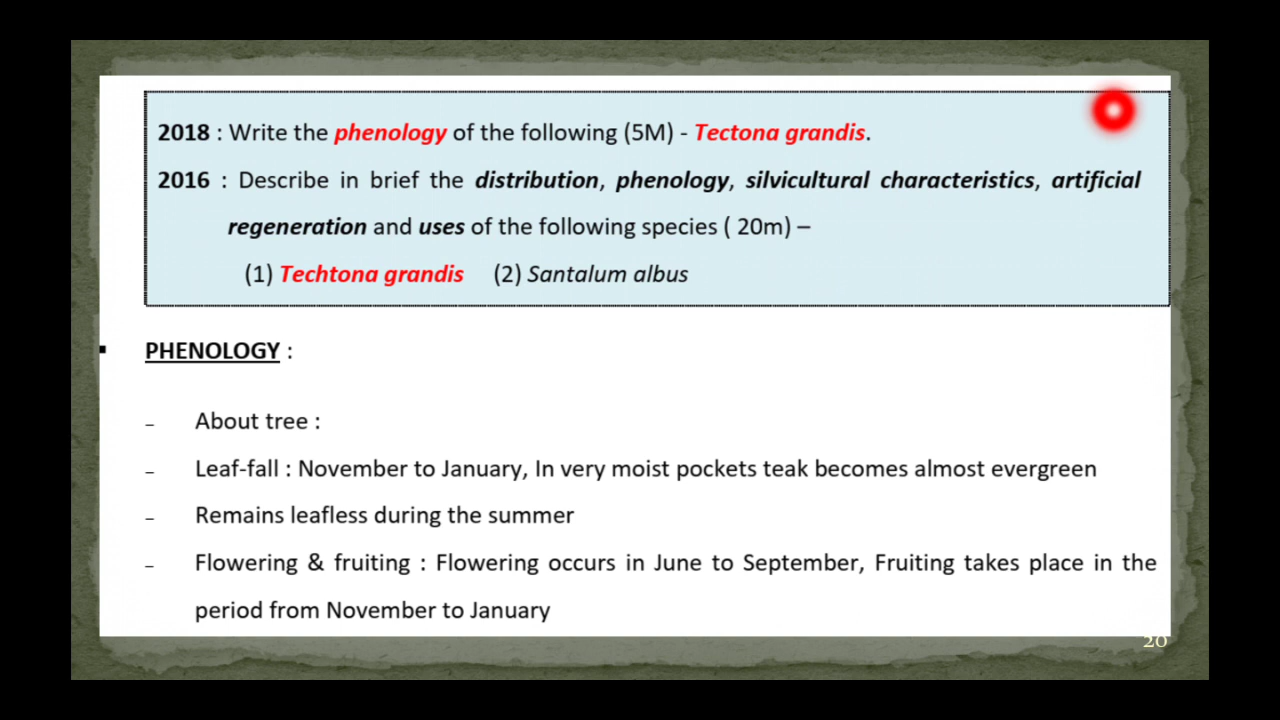 2018 : Write the phenology of the following (5M) - Tectona grandis.
2016 : Describe in brief the distribution, phenology, silvicultural characteristics, artificial
regeneration and uses of the following species ( 20m) –
(1) Techtona grandis (2) Santalum albus
▪ PHENOLOGY :
– About tree :
– Leaf-fall : November to January, In very moist pockets teak becomes almost evergreen
– Remains leafless during the summer
– Flowering & fruiting : Flowering occurs in June to September, Fruiting takes place in the
period from November to January
20